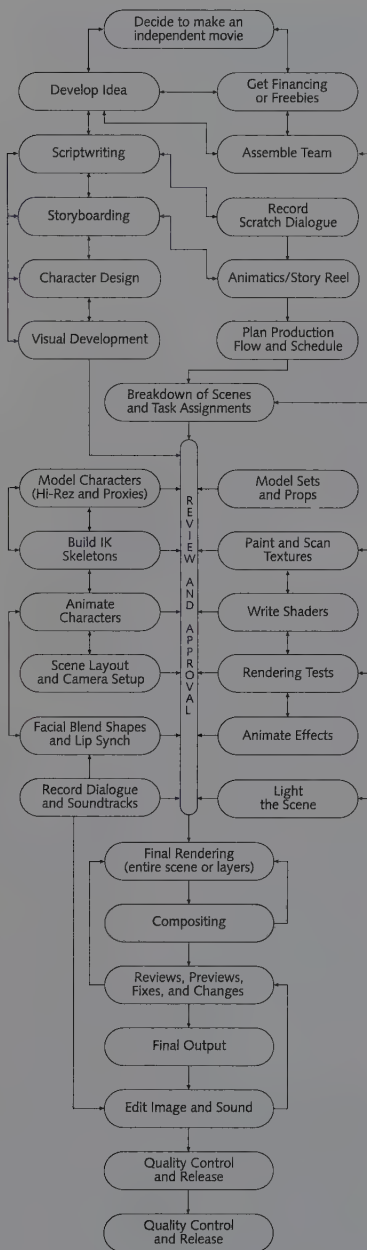 Decide to make an
independent movie
Develop Idea
Get Financing
or Freebies
Scriptwriting
Assemble Team
Storyboarding
Record
Scratch Dialogue
Character Design
Animatics/Story Reel
Visual Development
Plan Production
Flow and Schedule
Breakdown of Scenes
and Task Assignments
REVIEW AND APPROVAL
Model Characters
(Hi-Rez and Proxies)
Model Sets
and Props
Build IK
Skeletons
Paint and Scan
Textures
Animate
Characters
Write Shaders
Scene Layout
and Camera Setup
Rendering Tests
Facial Blend Shapes
and Lip Synch
Animate Effects
Record Dialogue
and Soundtracks
Light
the Scene
Final Rendering
(entire scene or layers)
Compositing
Reviews, Previews,
Fixes, and Changes
Final Output
Edit Image and Sound
Quality Control
and Release
Quality Control
and Release